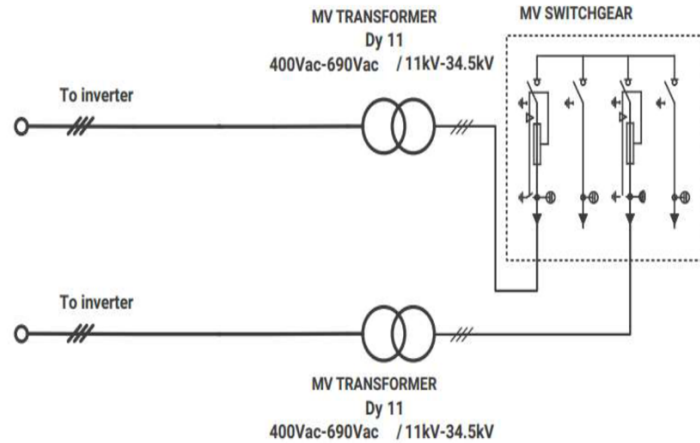 MV TRANSFORMER
Dy 11
400Vac-690Vac / 11kV-34.5kV
MV SWITCHGEAR
To inverter
To inverter
MV TRANSFORMER
Dy 11
400Vac-690Vac / 11kV-34.5kV